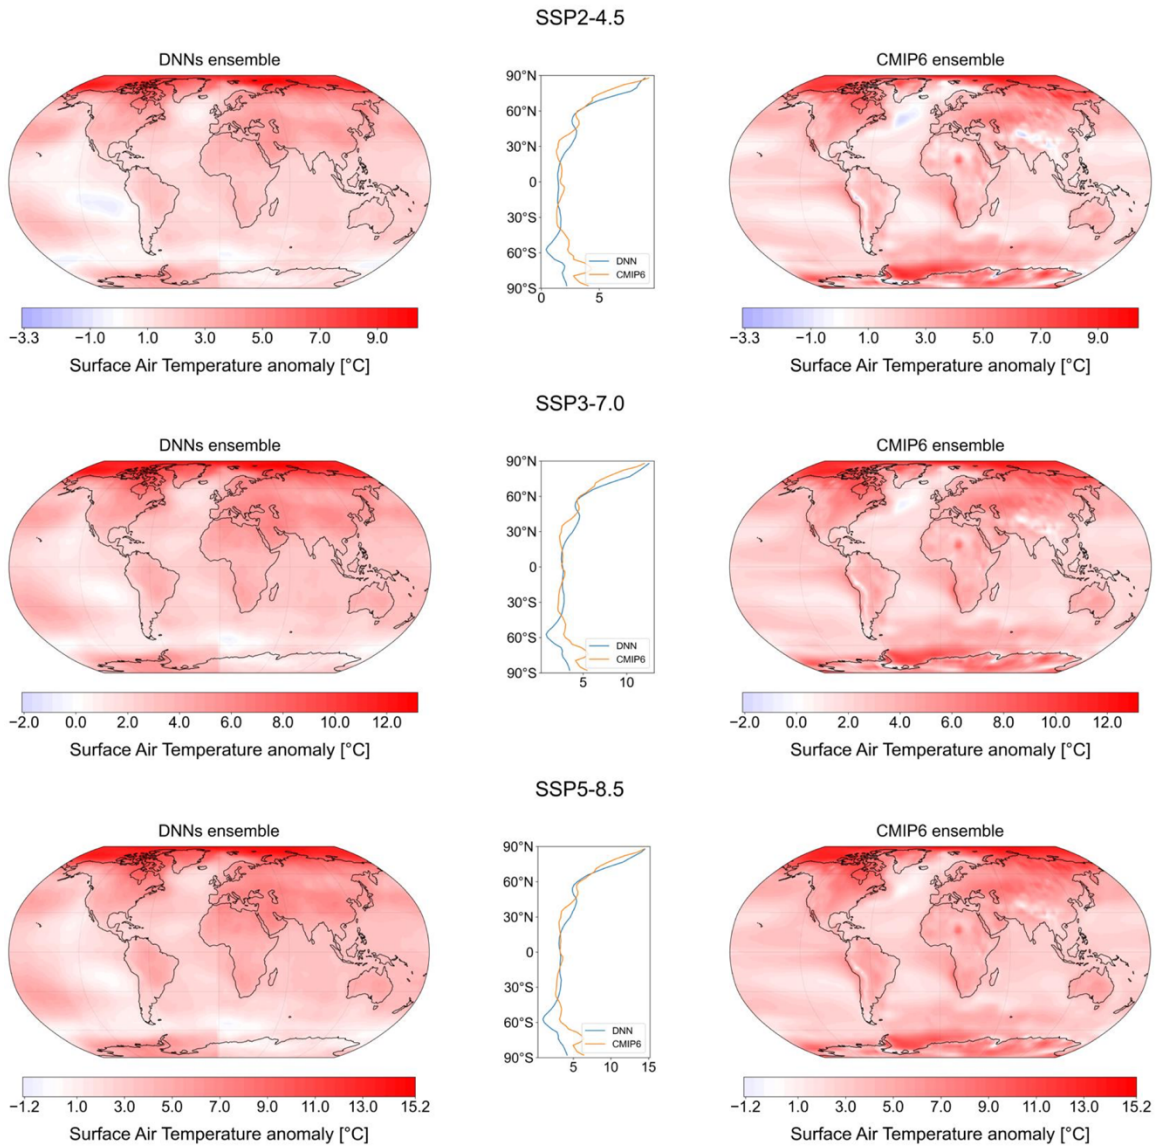 SSP2-4.5
DNNs ensemble
CMIP6 ensemble
90°N
60°N
30°N
0
30°S
60°S
90°S
DNN
CMIP6
0 5
−3.3 −1.0 1.0 3.0 5.0 7.0 9.0
−3.3 −1.0 1.0 3.0 5.0 7.0 9.0
Surface Air Temperature anomaly [°C]
Surface Air Temperature anomaly [°C]
SSP3-7.0
DNNs ensemble
CMIP6 ensemble
90°N
60°N
30°N
0
30°S
60°S
90°S
DNN
CMIP6
5 10
−2.0 0.0 2.0 4.0 6.0 8.0 10.0 12.0
−2.0 0.0 2.0 4.0 6.0 8.0 10.0 12.0
Surface Air Temperature anomaly [°C]
Surface Air Temperature anomaly [°C]
SSP5-8.5
DNNs ensemble
CMIP6 ensemble
90°N
60°N
30°N
0
30°S
60°S
90°S
DNN
CMIP6
5 10 15
−1.2 1.0 3.0 5.0 7.0 9.0 11.0 13.0 15.2
−1.2 1.0 3.0 5.0 7.0 9.0 11.0 13.0 15.2
Surface Air Temperature anomaly [°C]
Surface Air Temperature anomaly [°C]